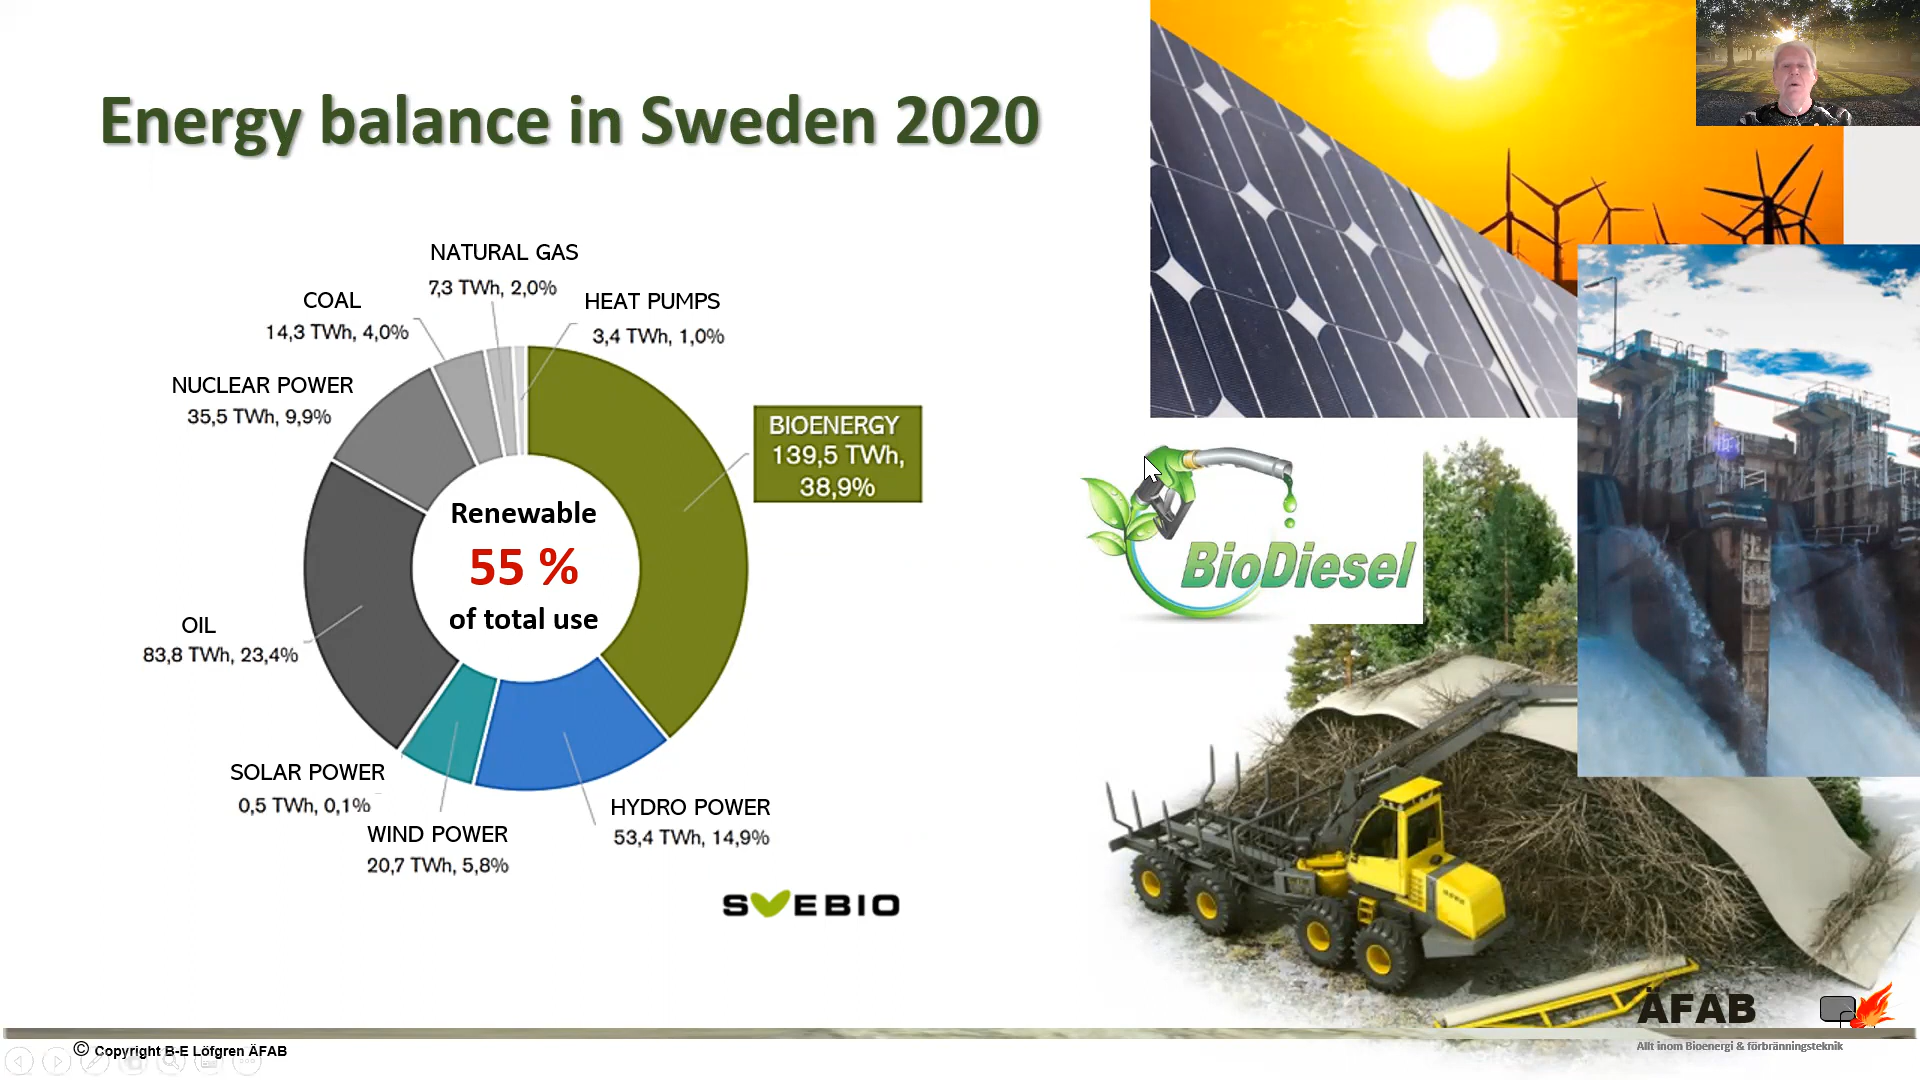 Energy balance in Sweden 2020
NATURAL GAS
7,3 TWh, 2,0%
HEAT PUMPS
3,4 TWh, 1,0%
COAL
14,3 TWh, 4,0%
NUCLEAR POWER
35,5 TWh, 9,9%
BIOENERGY
139,5 TWh,
38,9%
Renewable
55 %
of total use
OIL
83,8 TWh, 23,4%
SOLAR POWER
0,5 TWh, 0,1%
WIND POWER
20,7 TWh, 5,8%
HYDRO POWER
53,4 TWh, 14,9%
SVEBIO
BioDiesel
ÄFAB
Allt inom Bioenergi & förbränningsteknik
© Copyright B-E Löfgren ÄFAB